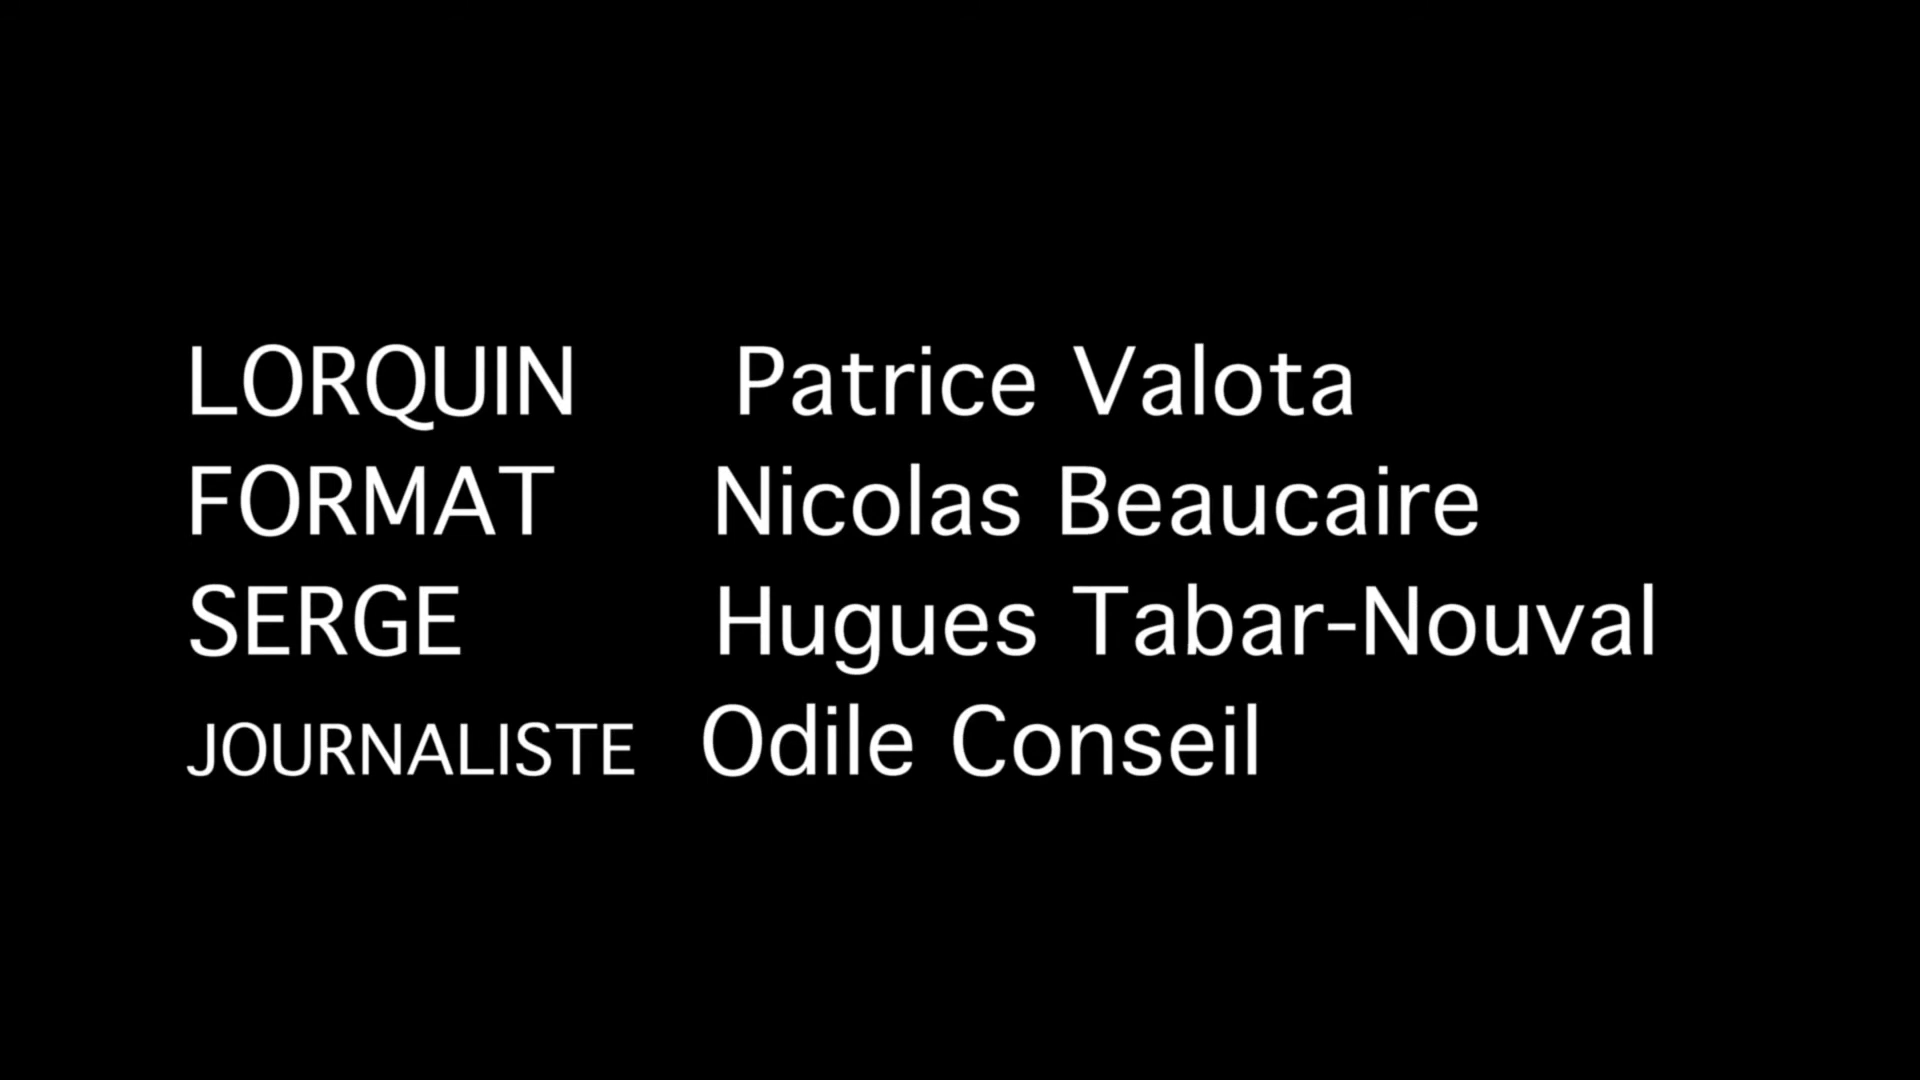 LORQUIN Patrice Valota
FORMAT Nicolas Beaucaire
SERGE Hugues Tabar-Nouval
JOURNALISTE Odile Conseil